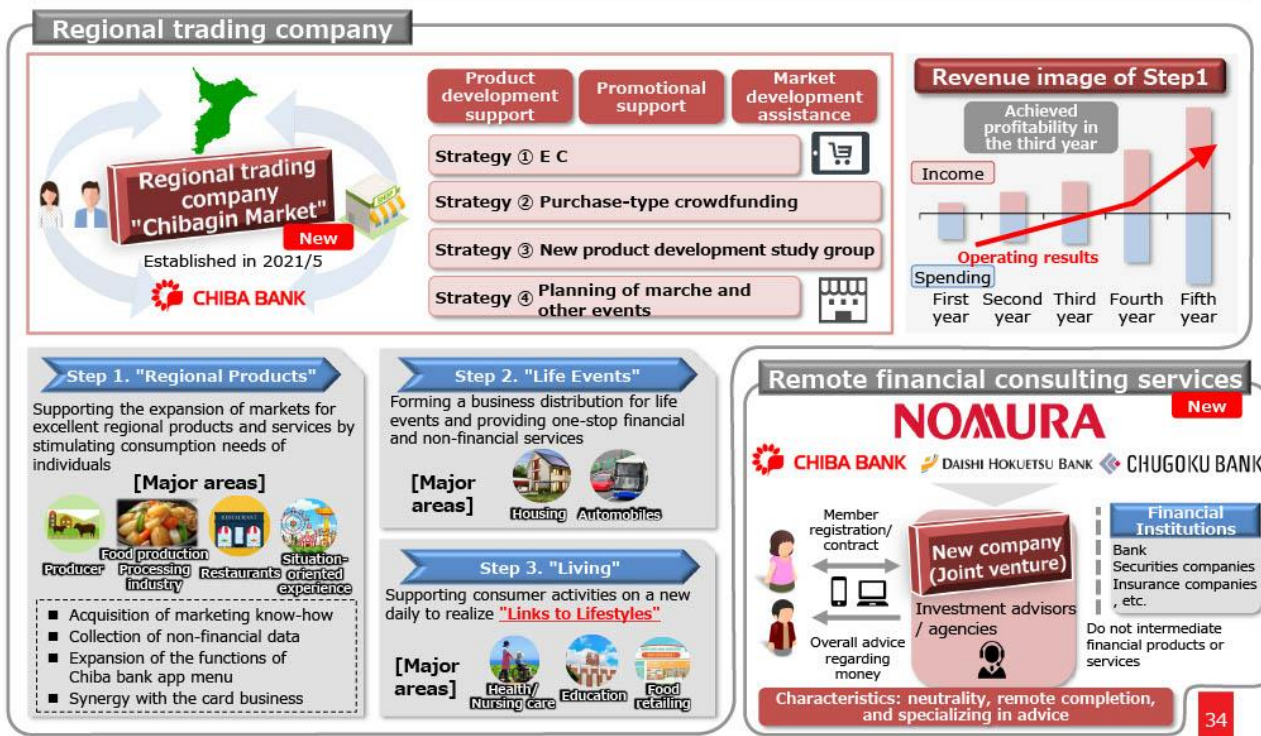 Regional trading company
Regional trading
company
"Chibagin Market"
New
SHOP
Established in 2021/5
CHIBA BANK
Product
development
support
Promotional
support
Market
development
assistance
Strategy ① E C
Strategy ② Purchase-type crowdfunding
Strategy ③ New product development study group
Strategy ④ Planning of marche and
other events
Revenue image of Step1
Achieved
profitability in
the third year
Income
Operating results
Spending
First
year
Second
year
Third
year
Fourth
year
Fifth
year
Step 1. "Regional Products"
Supporting the expansion of markets for
excellent regional products and services by
stimulating consumption needs of
individuals
[Major areas]
Producer
Food production
Processing
industry
RESTAURANT
Restaurants
Situation-
oriented
experience
■ Acquisition of marketing know-how
■ Collection of non-financial data
■ Expansion of the functions of
Chiba bank app menu
■ Synergy with the card business
Step 2. "Life Events"
Forming a business distribution for life
events and providing one-stop financial
and non-financial services
[Major
areas]
Housing
Automobiles
Step 3. "Living"
Supporting consumer activities on a new
daily to realize "Links to Lifestyles"
[Major
areas]
Health/
Nursing care
Education
Food
retailing
Remote financial consulting services
New
NOMURA
CHIBA BANK
DAISHI HOKUETSU BANK
CHUGOKU BANK
Member
registration/
contract
Overall advice
regarding
money
New company
(Joint venture)
Investment advisors
/ agencies
Financial
Institutions
Bank
Securities companies
Insurance companies
, etc.
Do not intermediate
financial products or
services
Characteristics: neutrality, remote completion,
and specializing in advice
34